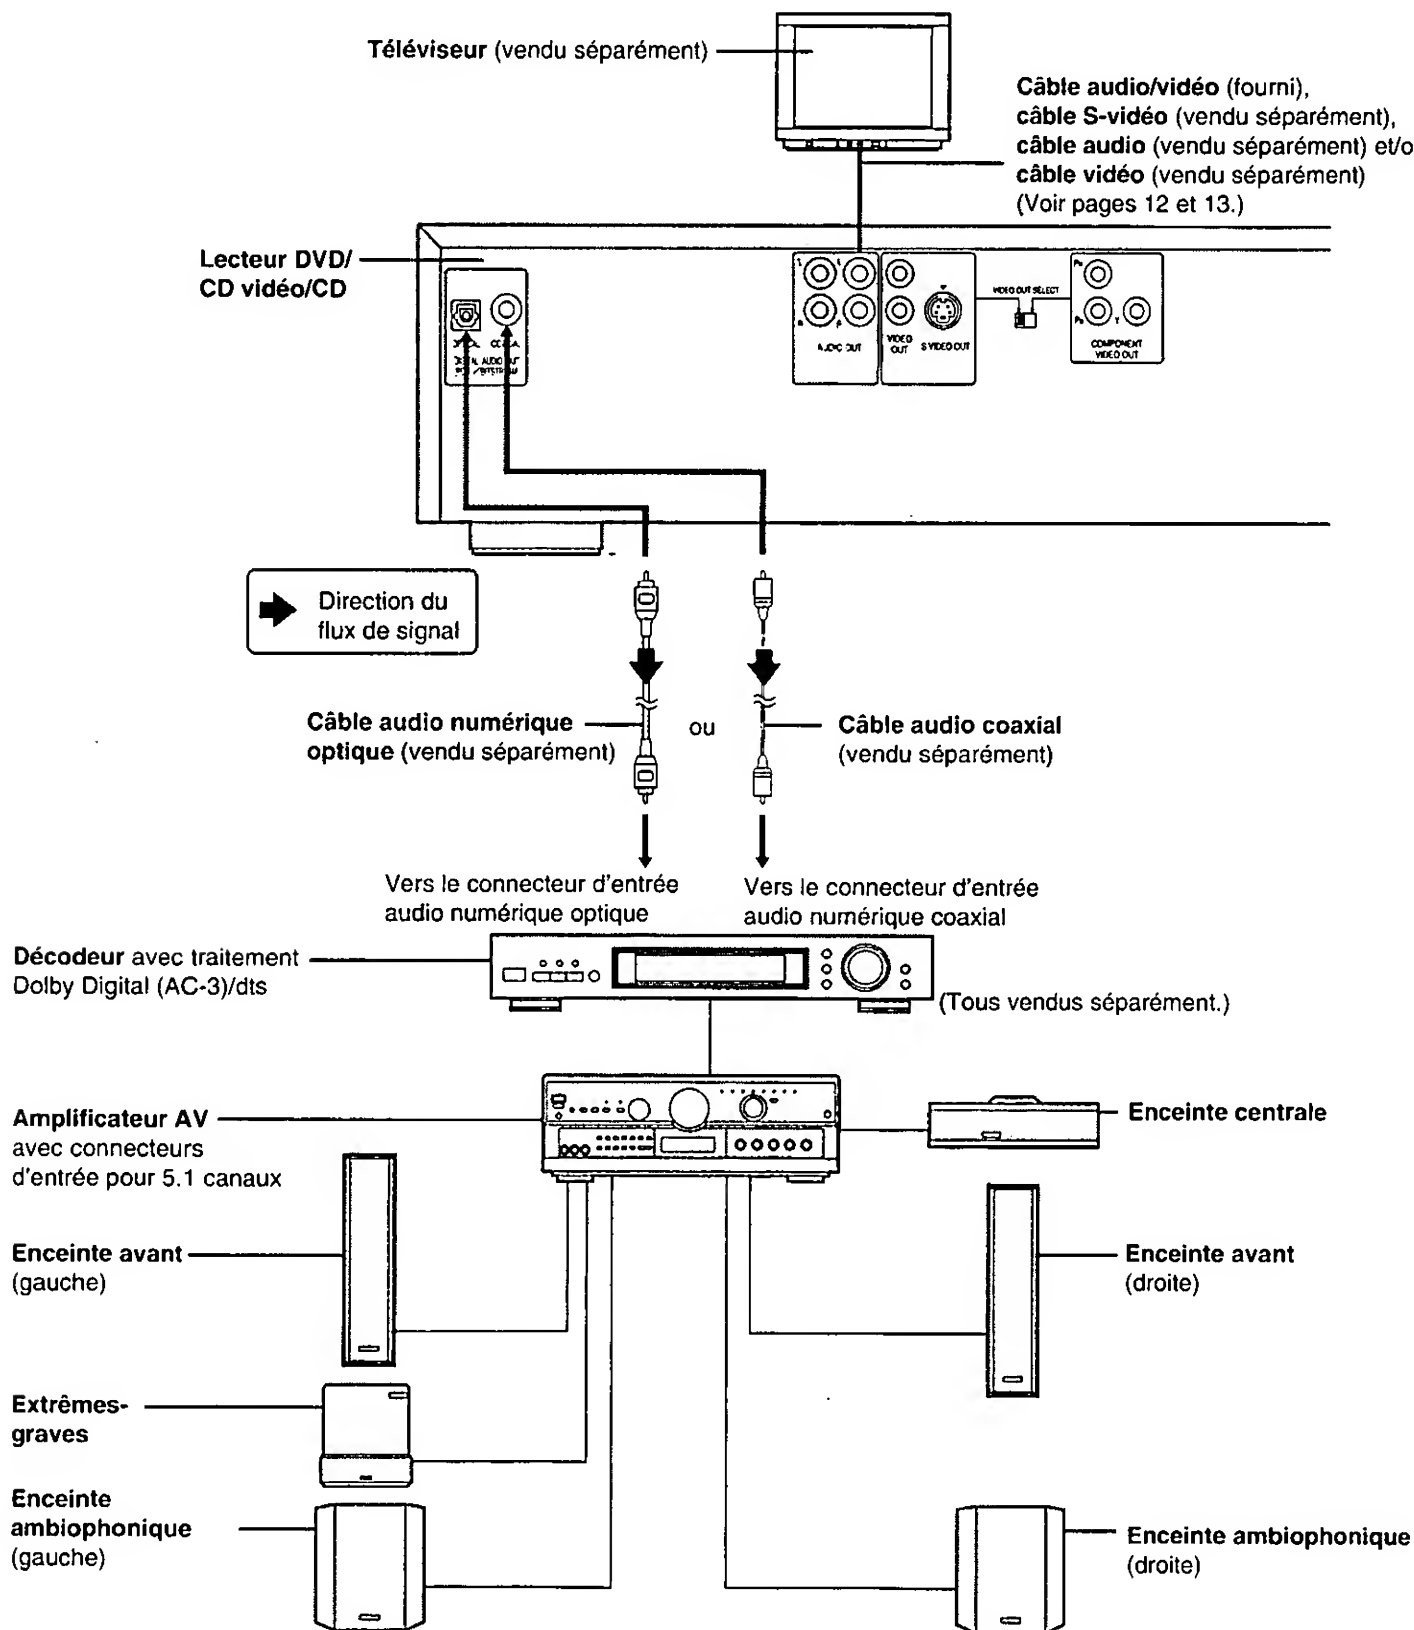 Téléviseur (vendu séparément)
Câble audio/vidéo (fourni),
câble S-vidéo (vendu séparément),
câble audio (vendu séparément) et/o
câble vidéo (vendu séparément)
(Voir pages 12 et 13.)
Lecteur DVD/
CD vidéo/CD
AUDIO OUT
VIDEO
OUT
S VIDEO OUT
VIDEO OUT SELECT
Y
COMPONENT
VIDEO OUT
AUDIO
Direction du
flux de signal
Câble audio numérique
optique (vendu séparément)
ou
Câble audio coaxial
(vendu séparément)
Vers le connecteur d'entrée
audio numérique optique
Vers le connecteur d'entrée
audio numérique coaxial
Décodeur avec traitement
Dolby Digital (AC-3)/dts
(Tous vendus séparément.)
Amplificateur AV
avec connecteurs
d'entrée pour 5.1 canaux
Enceinte centrale
Enceinte avant
(gauche)
Enceinte avant
(droite)
Extrêmes-
graves
Enceinte
ambiophonique
(gauche)
Enceinte ambiophonique
(droite)